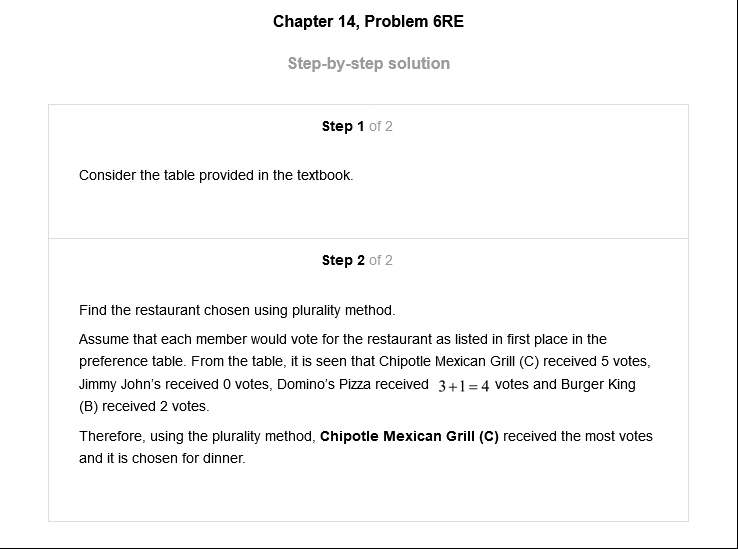 Chapter 14, Problem 6RE
Step-by-step solution
Step 1 of 2
Consider the table provided in the textbook.
Step 2 of 2
Find the restaurant chosen using plurality method.
Assume that each member would vote for the restaurant as listed in first place in the
preference table. From the table, it is seen that Chipotle Mexican Grill (C) received 5 votes,
Jimmy John's received 0 votes, Domino's Pizza received 3+1=4 votes and Burger King
(B) received 2 votes.
Therefore, using the plurality method, Chipotle Mexican Grill (C) received the most votes
and it is chosen for dinner.